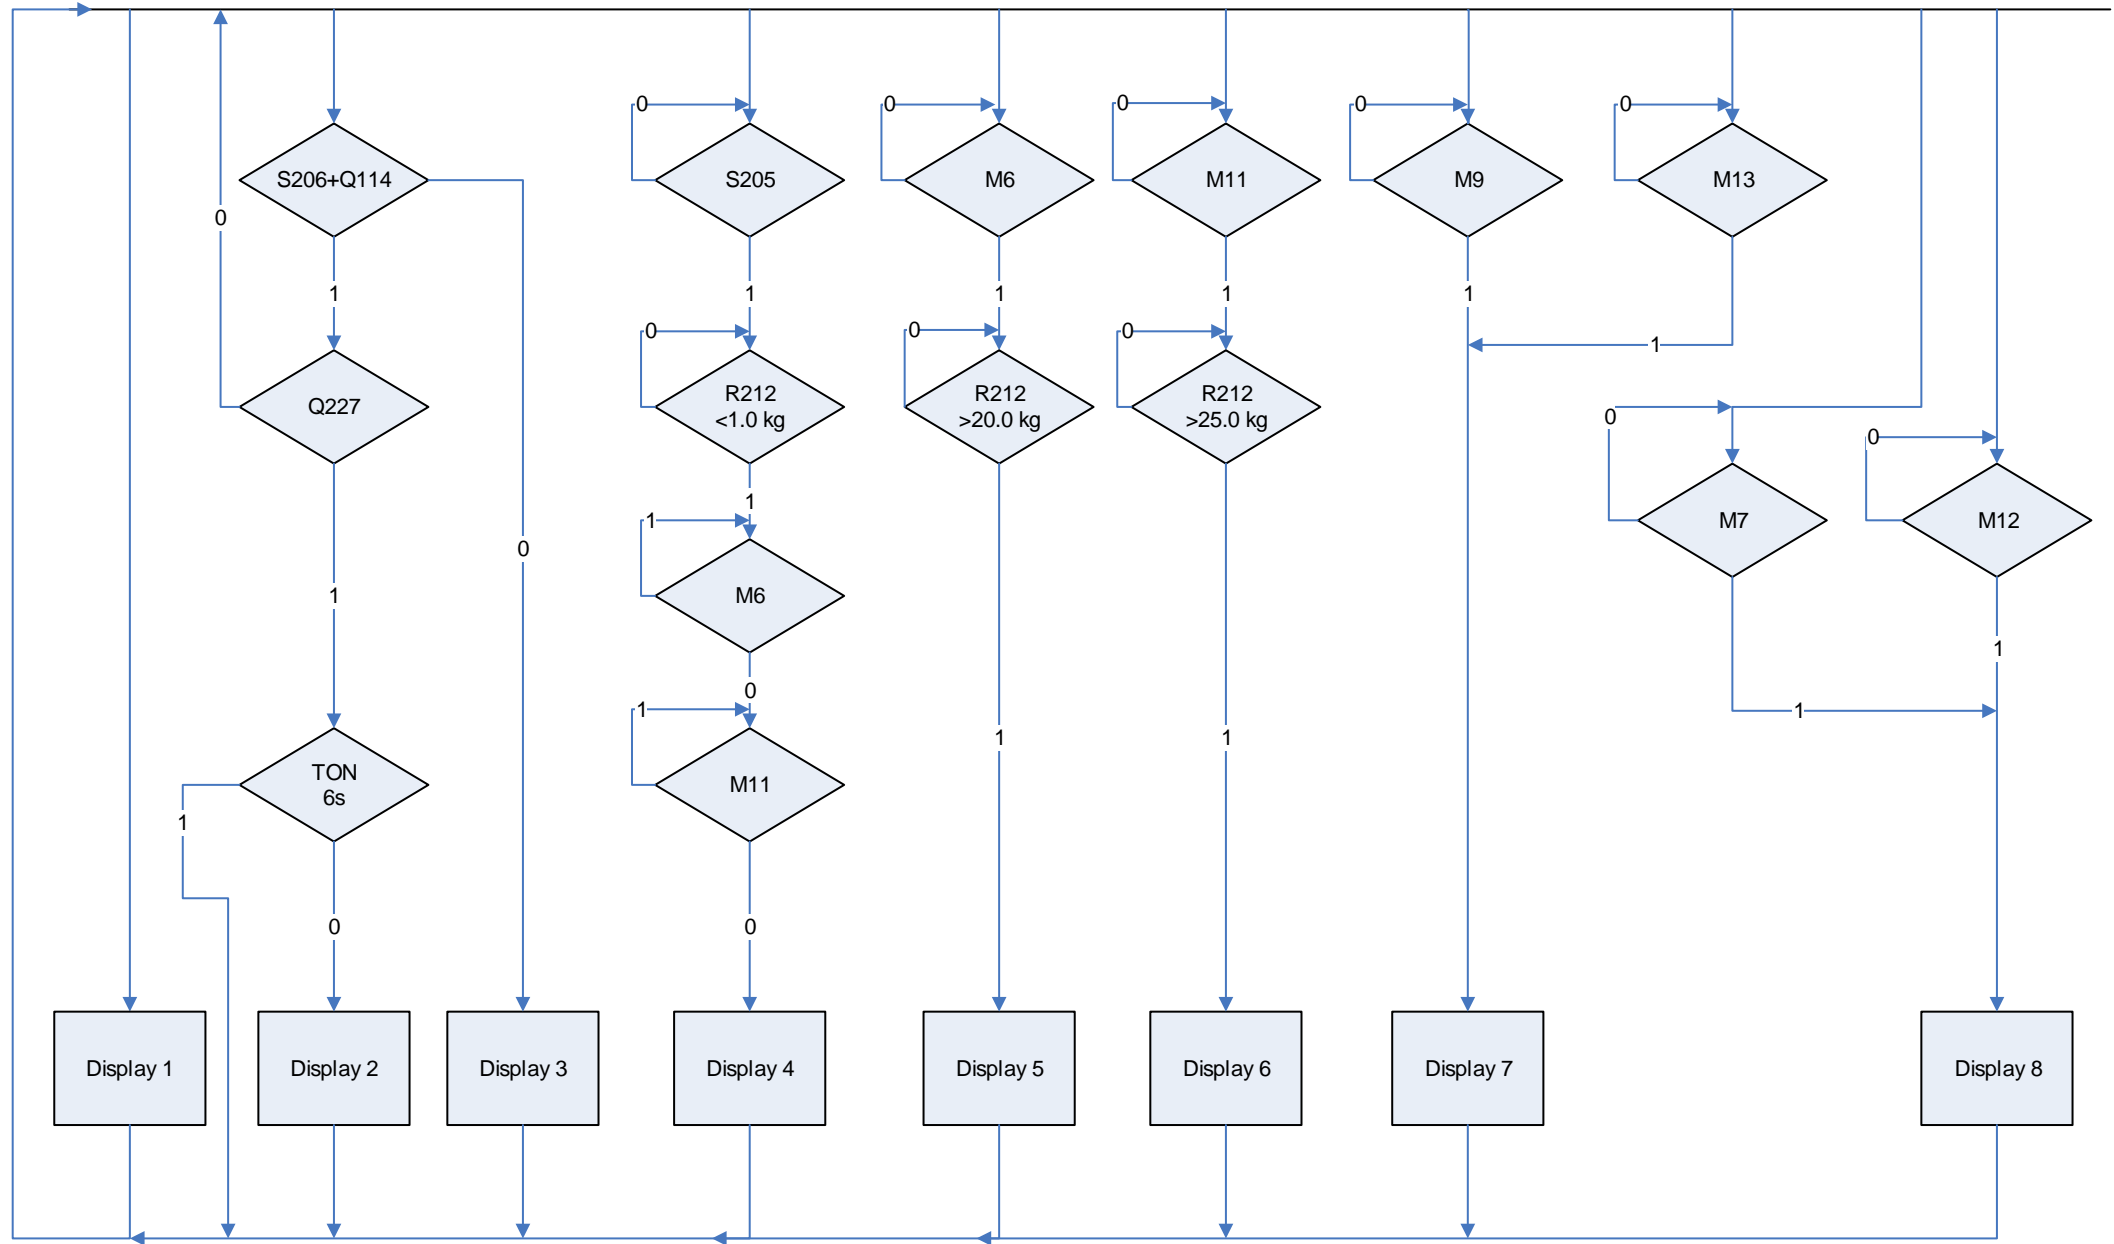 0
0
0
0
0
0
S206+Q114
S205
M6
M11
M9
M13
0
1
1
1
1
1
0
0
0
1
Q227
R212
<1.0 kg
R212
>20.0 kg
R212
>25.0 kg
0
0
1
1
M7
M12
0
1
M6
1
0
1
1
1
1
TON
6s
M11
1
0
0
Display 1
Display 2
Display 3
Display 4
Display 5
Display 6
Display 7
Display 8